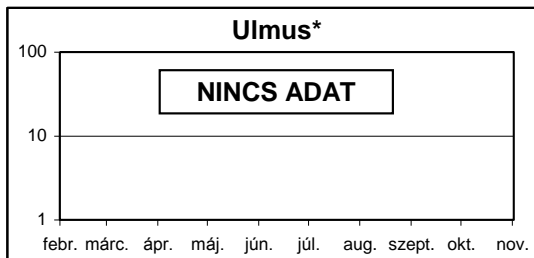 Ulmus*
100
NINCS ADAT
10
1
febr. márc. ápr. máj. jún. júl. aug. szept. okt. nov.